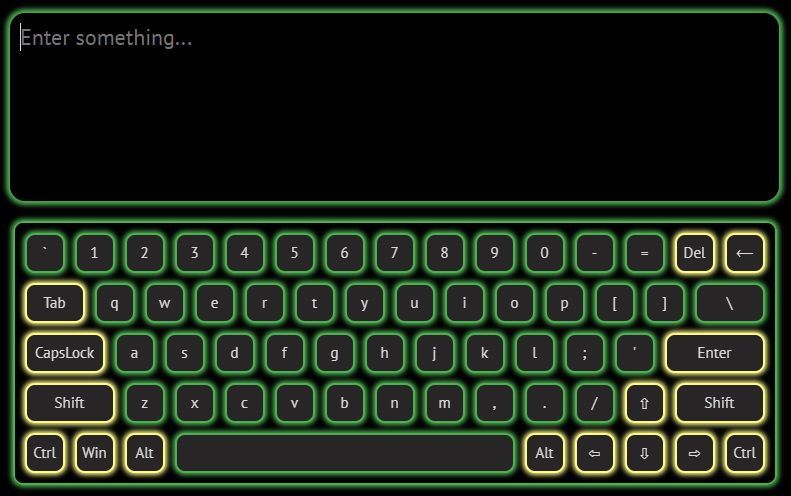 Enter something...
` 1 2 3 4 5 6 7 8 9 0 - = Del ←
Tab q w e r t y u i o p [ ] \
CapsLock a s d f g h j k l ; ' Enter
Shift z x c v b n m , . / ⇧ Shift
Ctrl Win Alt Alt ⇦ ⇩ ⇨ Ctrl